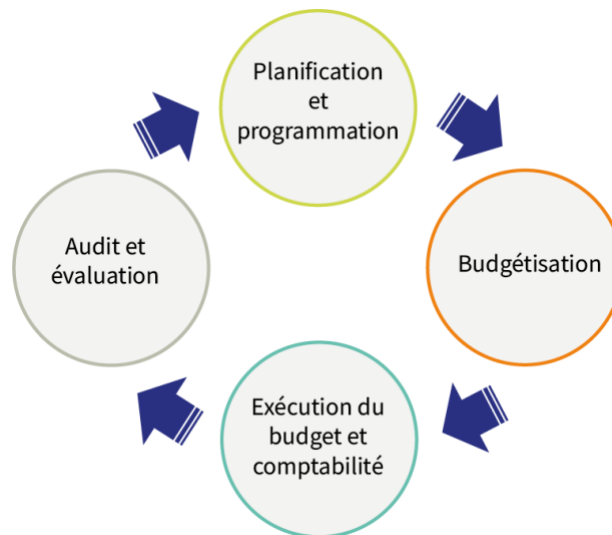 Planification
et
programmation
Budgétisation
Exécution du
budget et
comptabilité
Audit et
évaluation